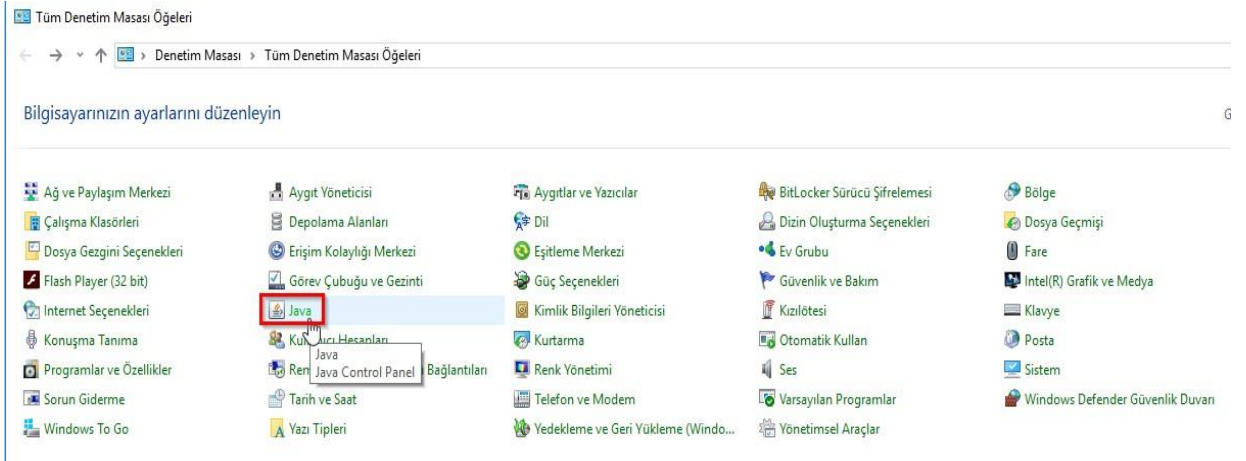 Tüm Denetim Masası Öğeleri
Denetim Masası > Tüm Denetim Masası Öğeleri
Bilgisayarınızın ayarlarını düzenleyin
G
Ağ ve Paylaşım Merkezi Aygıt Yöneticisi Aygıtlar ve Yazıcılar BitLocker Sürücü Şifrelemesi Bölge
Çalışma Klasörleri Depolama Alanları Dil Dizin Oluşturma Seçenekleri Dosya Geçmişi
Dosya Gezgini Seçenekleri Erişim Kolaylığı Merkezi Eşitleme Merkezi Ev Grubu Fare
Flash Player (32 bit) Görev Çubuğu ve Gezinti Güç Seçenekleri Güvenlik ve Bakım Intel(R) Grafik ve Medya
İnternet Seçenekleri Java Kimlik Bilgileri Yöneticisi Kızılötesi Klavye
Konuşma Tanıma Hesapları Kurtarma Otomatik Kullan Posta
Java
Java Control Panel
Programlar ve Özellikler Bağlantıları Renk Yönetimi Ses Sistem
Sorun Giderme Tarih ve Saat Telefon ve Modem Varsayılan Programlar Windows Defender Güvenlik Duvarı
Windows To Go Yazı Tipleri Yedekleme ve Geri Yükleme (Windo... Yönetimsel Araçlar